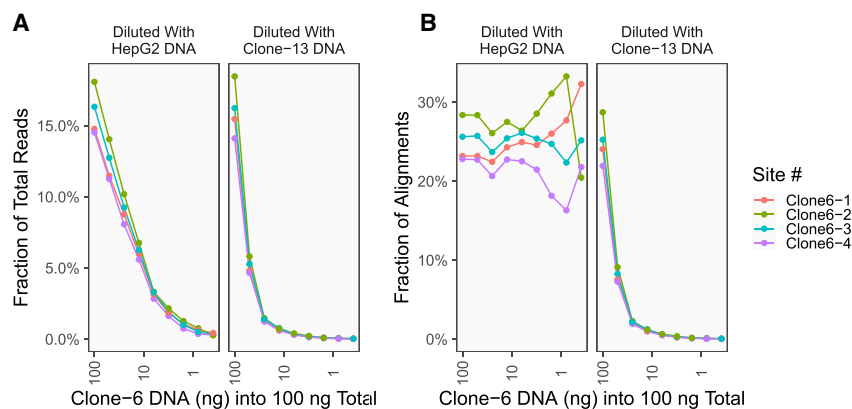 A
Diluted With
HepG2 DNA
Diluted With
Clone−13 DNA
Fraction of Total Reads
15.0%
10.0%
5.0%
0.0%
100
10
1
100
10
1
Clone−6 DNA (ng) into 100 ng Total
B
Diluted With
HepG2 DNA
Diluted With
Clone−13 DNA
Fraction of Alignments
30%
20%
10%
0%
100
10
1
100
10
1
Clone−6 DNA (ng) into 100 ng Total
Site #
Clone6−1
Clone6−2
Clone6−3
Clone6−4